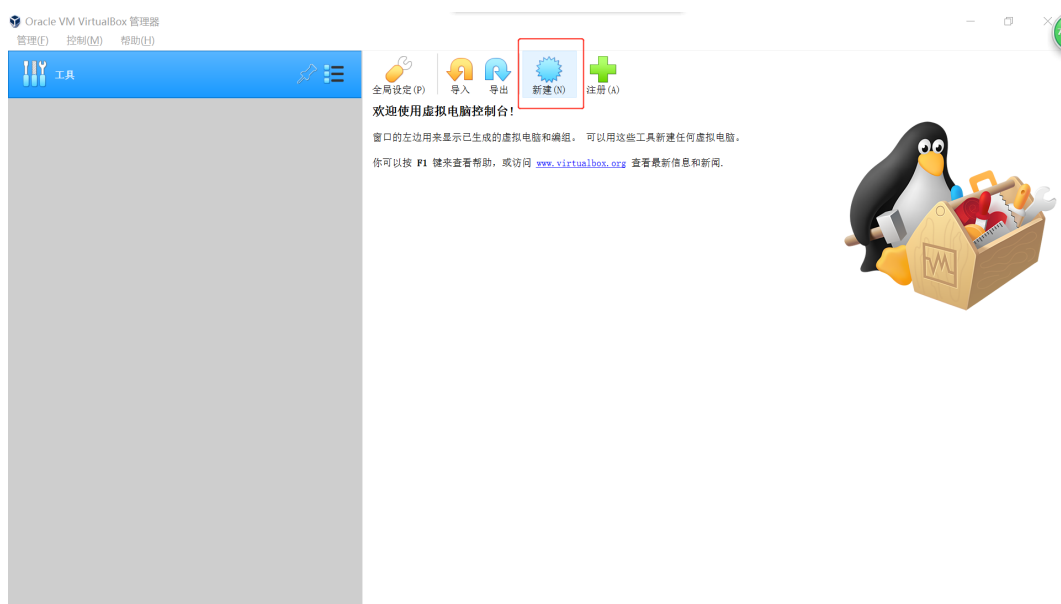 Oracle VM VirtualBox 管理器
管理(F) 控制(M) 帮助(H)
工具
全局设定(P) 导入 导出 新建(N) 注册(A)
欢迎使用虚拟电脑控制台!
窗口的左边用来显示已生成的虚拟电脑和编组。 可以用这些工具新建任何虚拟电脑。
你可以按 F1 键来查看帮助, 或访问 www.virtualbox.org 查看最新信息和新闻.